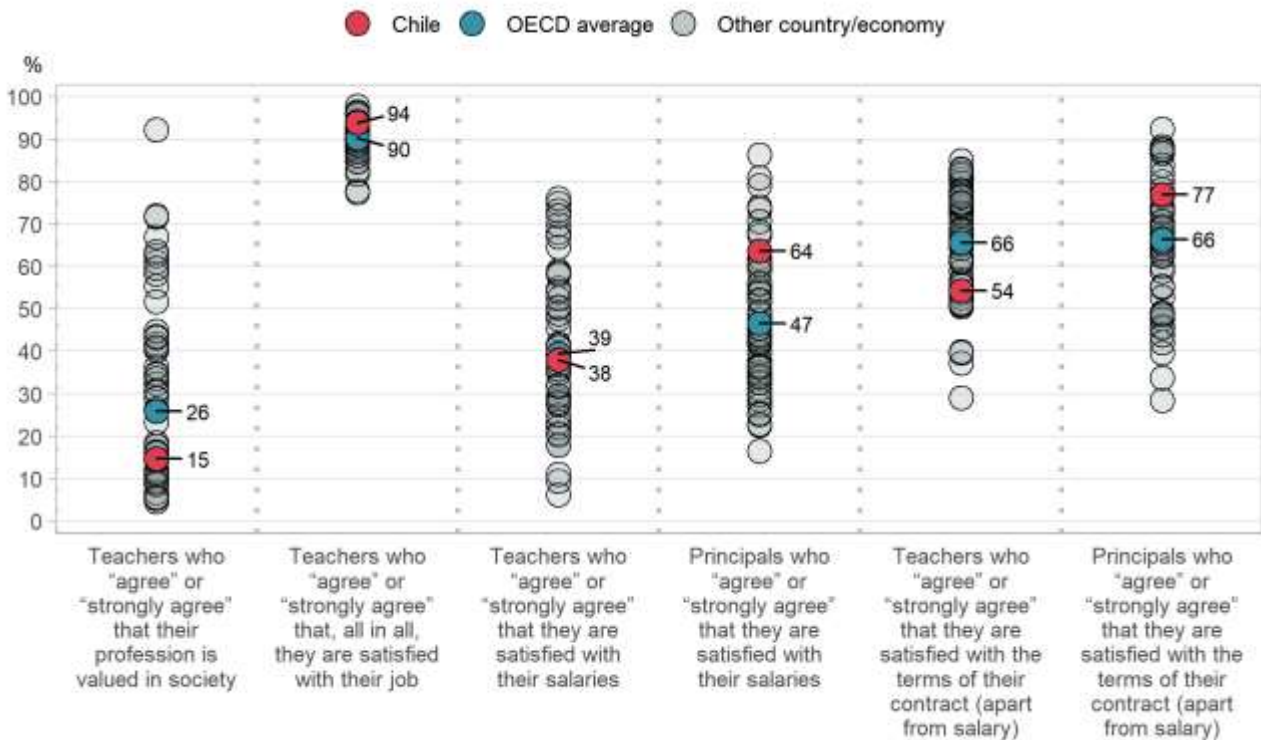 Chile OECD average Other country/economy
%
100
90
80
70
60
50
40
30
20
10
0
26
15
94
90
39
38
64
47
66
54
77
66
Teachers who
“agree” or
“strongly agree”
that their
profession is
valued in society
Teachers who
“agree” or
“strongly agree”
that, all in all,
they are satisfied
with their job
Teachers who
“agree” or
“strongly agree”
that they are
satisfied with
their salaries
Principals who
“agree” or
“strongly agree”
that they are
satisfied with
their salaries
Teachers who
“agree” or
“strongly agree”
that they are
satisfied with the
terms of their
contract (apart
from salary)
Principals who
“agree” or
“strongly agree”
that they are
satisfied with the
terms of their
contract (apart
from salary)